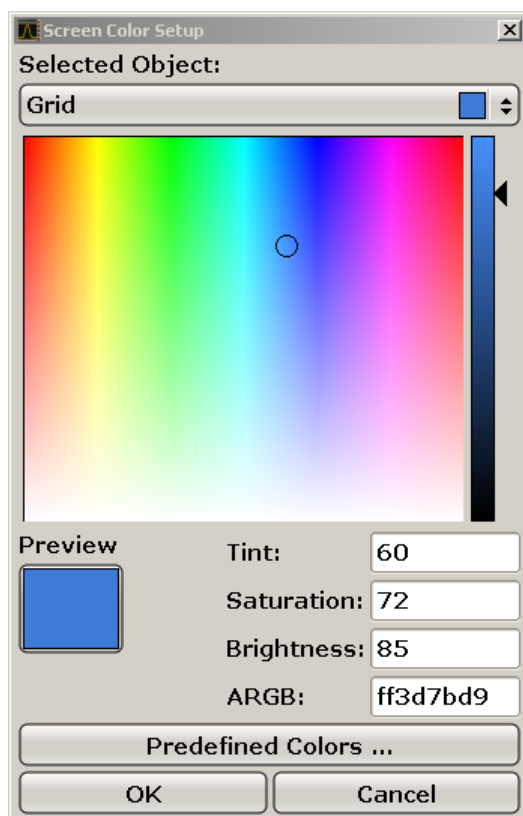 Screen Color Setup
Selected Object:
Grid
Preview
Tint: 60
Saturation: 72
Brightness: 85
ARGB: ff3d7bd9
Predefined Colors ...
OK Cancel